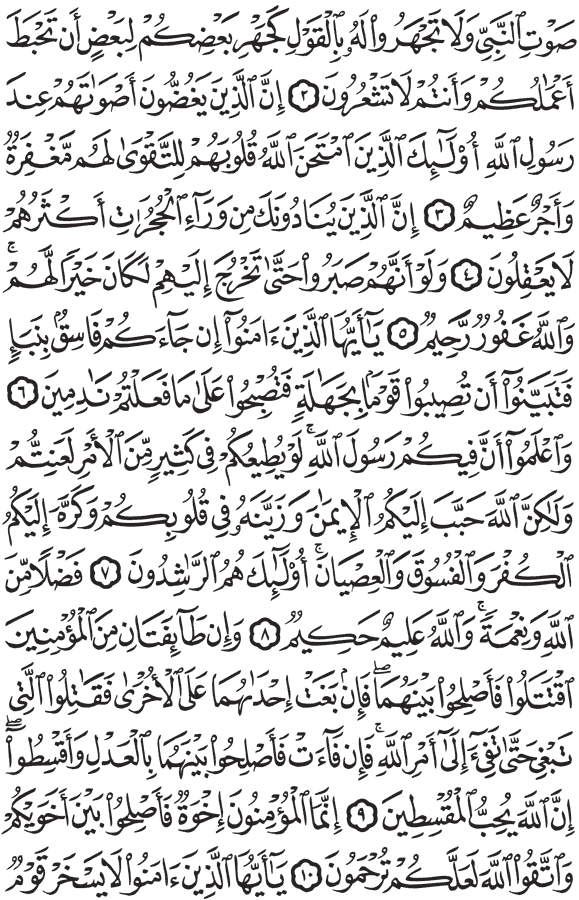 صَوْتِ ٱلنَّبِيِّ وَلَا تَجْهَرُوا۟ لَهُۥ بِٱلْقَوْلِ كَجَهْرِ بَعْضِكُمْ لِبَعْضٍ أَن تَحْبَطَ
أَعْمَٰلُكُمْ وَأَنتُمْ لَا تَشْعُرُونَ ٢ إِنَّ ٱلَّذِينَ يَغُضُّونَ أَصْوَٰتَهُمْ عِندَ
رَسُولِ ٱللَّهِ أُو۟لَٰٓئِكَ ٱلَّذِينَ ٱمْتَحَنَ ٱللَّهُ قُلُوبَهُمْ لِلتَّقْوَىٰ لَهُم مَّغْفِرَةٌ
وَأَجْرٌ عَظِيمٌ ٣ إِنَّ ٱلَّذِينَ يُنَادُونَكَ مِن وَرَآءِ ٱلْحُجُرَٰتِ أَكْثَرُهُمْ
لَا يَعْقِلُونَ ٤ وَلَوْ أَنَّهُمْ صَبَرُوا۟ حَتَّىٰ تَخْرُجَ إِلَيْهِمْ لَكَانَ خَيْرًا لَّهُمْ ۚ
وَٱللَّهُ غَفُورٌ رَّحِيمٌ ٥ يَٰٓأَيُّهَا ٱلَّذِينَ ءَامَنُوٓا۟ إِن جَآءَكُمْ فَاسِقٌۢ بِنَبَإٍ
فَتَبَيَّنُوٓا۟ أَن تُصِيبُوا۟ قَوْمًۢا بِجَهَٰلَةٍ فَتُصْبِحُوا۟ عَلَىٰ مَا فَعَلْتُمْ نَٰدِمِينَ ٦
وَٱعْلَمُوٓا۟ أَنَّ فِيكُمْ رَسُولَ ٱللَّهِ ۚ لَوْ يُطِيعُكُمْ فِى كَثِيرٍ مِّنَ ٱلْأَمْرِ لَعَنِتُّمْ
وَلَٰكِنَّ ٱللَّهَ حَبَّبَ إِلَيْكُمُ ٱلْإِيمَٰنَ وَزَيَّنَهُۥ فِى قُلُوبِكُمْ وَكَرَّهَ إِلَيْكُمُ
ٱلْكُفْرَ وَٱلْفُسُوقَ وَٱلْعِصْيَانَ ۚ أُو۟لَٰٓئِكَ هُمُ ٱلرَّٰشِدُونَ ٧ فَضْلًا مِّنَ
ٱللَّهِ وَنِعْمَةً ۚ وَٱللَّهُ عَلِيمٌ حَكِيمٌ ٨ وَإِن طَآئِفَتَانِ مِنَ ٱلْمُؤْمِنِينَ
ٱقْتَتَلُوا۟ فَأَصْلِحُوا۟ بَيْنَهُمَا ۖ فَإِنۢ بَغَتْ إِحْدَىٰهُمَا عَلَى ٱلْأُخْرَىٰ فَقَٰتِلُوا۟ ٱلَّتِى
تَبْغِى حَتَّىٰ تَفِىٓءَ إِلَىٰٓ أَمْرِ ٱللَّهِ ۚ فَإِن فَآءَتْ فَأَصْلِحُوا۟ بَيْنَهُمَا بِٱلْعَدْلِ وَأَقْسِطُوٓا۟ ۖ
إِنَّ ٱللَّهَ يُحِبُّ ٱلْمُقْسِطِينَ ٩ إِنَّمَا ٱلْمُؤْمِنُونَ إِخْوَةٌ فَأَصْلِحُوا۟ بَيْنَ أَخَوَيْكُمْ
وَٱتَّقُوا۟ ٱللَّهَ لَعَلَّكُمْ تُرْحَمُونَ ١٠ يَٰٓأَيُّهَا ٱلَّذِينَ ءَامَنُوا۟ لَا يَسْخَرْ قَوْمٌ